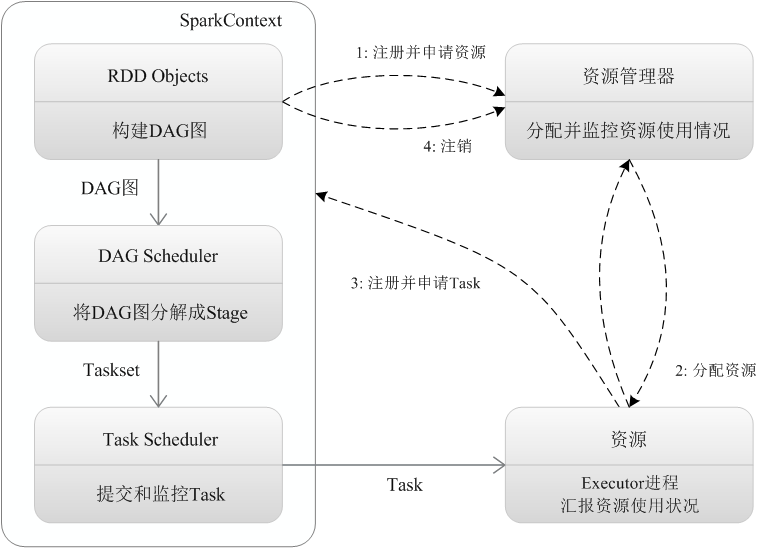 SparkContext
RDD Objects
构建DAG图
DAG图
DAG Scheduler
将DAG图分解成Stage
Taskset
Task Scheduler
提交和监控Task
1: 注册并申请资源
4: 注销
资源管理器
分配并监控资源使用情况
3: 注册并申请Task
2: 分配资源
Task
资源
Executor进程
汇报资源使用状况